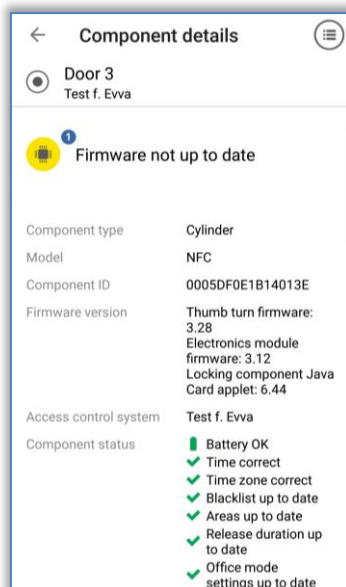 Component details
Door 3
Test f. Evva
1
Firmware not up to date
Component type Cylinder
Model NFC
Component ID 0005DF0E1B14013E
Firmware version Thumb turn firmware:
3.28
Electronics module
firmware: 3.12
Locking component Java
Card applet: 6.44
Access control system Test f. Evva
Component status Battery OK
Time correct
Time zone correct
Blacklist up to date
Areas up to date
Release duration up
to date
Office mode
settings up to date